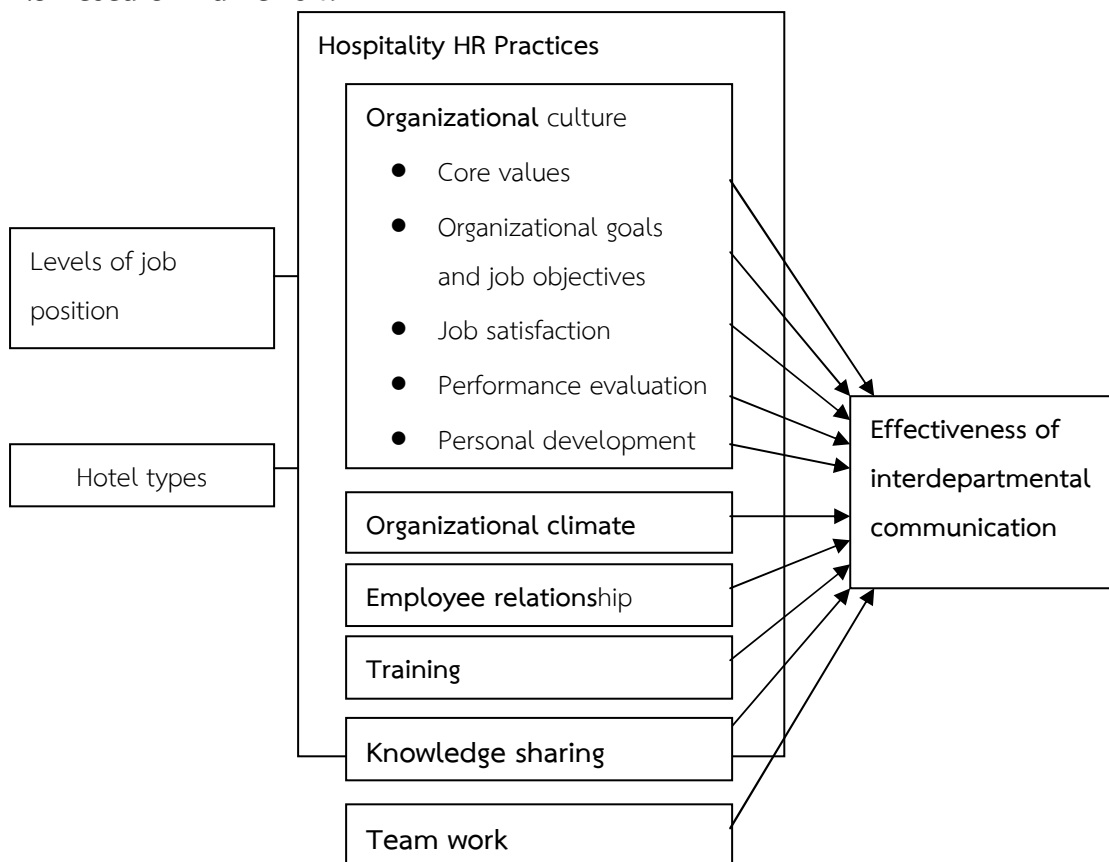 Hospitality HR Practices
Organizational culture
● Core values
● Organizational goals
and job objectives
● Job satisfaction
● Performance evaluation
● Personal development
Levels of job
position
Hotel types
Organizational climate
Employee relationship
Training
Knowledge sharing
Team work
Effectiveness of
interdepartmental
communication